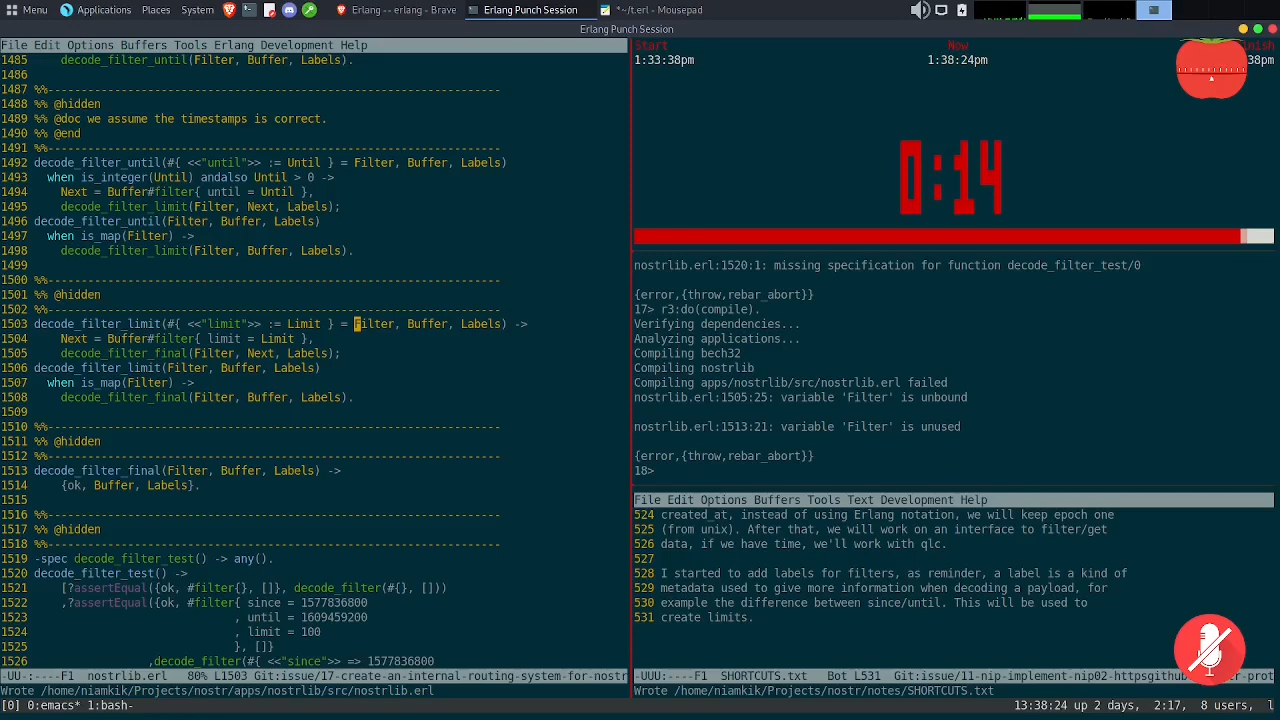 Menu Applications Places System Erlang -- erlang - Brave Erlang Punch Session *~/t.erl - Mousepad
Erlang Punch Session
File Edit Options Buffers Tools Erlang Development Help
1485 decode_filter_until(Filter, Buffer, Labels).
1486
1487 %%--------------------------------------------------------------------
1488 %% @hidden
1489 %% @doc we assume the timestamps is correct.
1490 %% @end
1491 %%--------------------------------------------------------------------
1492 decode_filter_until(#{ <<"until">> := Until } = Filter, Buffer, Labels)
1493   when is_integer(Until) andalso Until > 0 ->
1494     Next = Buffer#filter{ until = Until },
1495     decode_filter_limit(Filter, Next, Labels);
1496 decode_filter_until(Filter, Buffer, Labels)
1497   when is_map(Filter) ->
1498     decode_filter_limit(Filter, Buffer, Labels).
1499
1500 %%--------------------------------------------------------------------
1501 %% @hidden
1502 %%--------------------------------------------------------------------
1503 decode_filter_limit(#{ <<"limit">> := Limit } = Filter, Buffer, Labels) ->
1504     Next = Buffer#filter{ limit = Limit },
1505     decode_filter_final(Filter, Next, Labels);
1506 decode_filter_limit(Filter, Buffer, Labels)
1507   when is_map(Filter) ->
1508     decode_filter_final(Filter, Buffer, Labels).
1509
1510 %%--------------------------------------------------------------------
1511 %% @hidden
1512 %%--------------------------------------------------------------------
1513 decode_filter_final(Filter, Buffer, Labels) ->
1514     {ok, Buffer, Labels}.
1515
1516 %%--------------------------------------------------------------------
1517 %% @hidden
1518 %%--------------------------------------------------------------------
1519 -spec decode_filter_test() -> any().
1520 decode_filter_test() ->
1521     [?assertEqual({ok, #filter{}, []}, decode_filter(#{}, []))
1522     ,?assertEqual({ok, #filter{ since = 1577836800
1523                               , until = 1609459200
1524                               , limit = 100
1525                               }, []}
1526                  ,decode_filter(#{ <<"since">> => 1577836800
-UU-:----F1  nostrlib.erl   80% L1503  Git:issue/17-create-an-internal-routing-system-for-nostr
Wrote /home/niamkik/Projects/nostr/apps/nostrlib/src/nostrlib.erl
Start Now inish
1:33:38pm 1:38:24pm 38pm
0:14
nostrlib.erl:1520:1: missing specification for function decode_filter_test/0
{error,{throw,rebar_abort}}
17> r3:do(compile).
Verifying dependencies...
Analyzing applications...
Compiling bech32
Compiling nostrlib
Compiling apps/nostrlib/src/nostrlib.erl failed
nostrlib.erl:1505:25: variable 'Filter' is unbound
nostrlib.erl:1513:21: variable 'Filter' is unused
{error,{throw,rebar_abort}}
18>
File Edit Options Buffers Tools Text Development Help
524 created_at, instead of using Erlang notation, we will keep epoch one
525 (from unix). After that, we will work on an interface to filter/get
526 data, if we have time, we'll work with qlc.
527
528 I started to add labels for filters, as reminder, a label is a kind of
529 metadata used to give more information when decoding a payload, for
530 example the difference between since/until. This will be used to
531 create limits.
-UUU:----F1  SHORTCUTS.txt   Bot L531   Git:issue/11-nip-implement-nip02-httpsgithub r-prot
Wrote /home/niamkik/Projects/nostr/notes/SHORTCUTS.txt
[0] 0:emacs* 1:bash- 13:38:24 up 2 days,  2:17,  8 users,  l